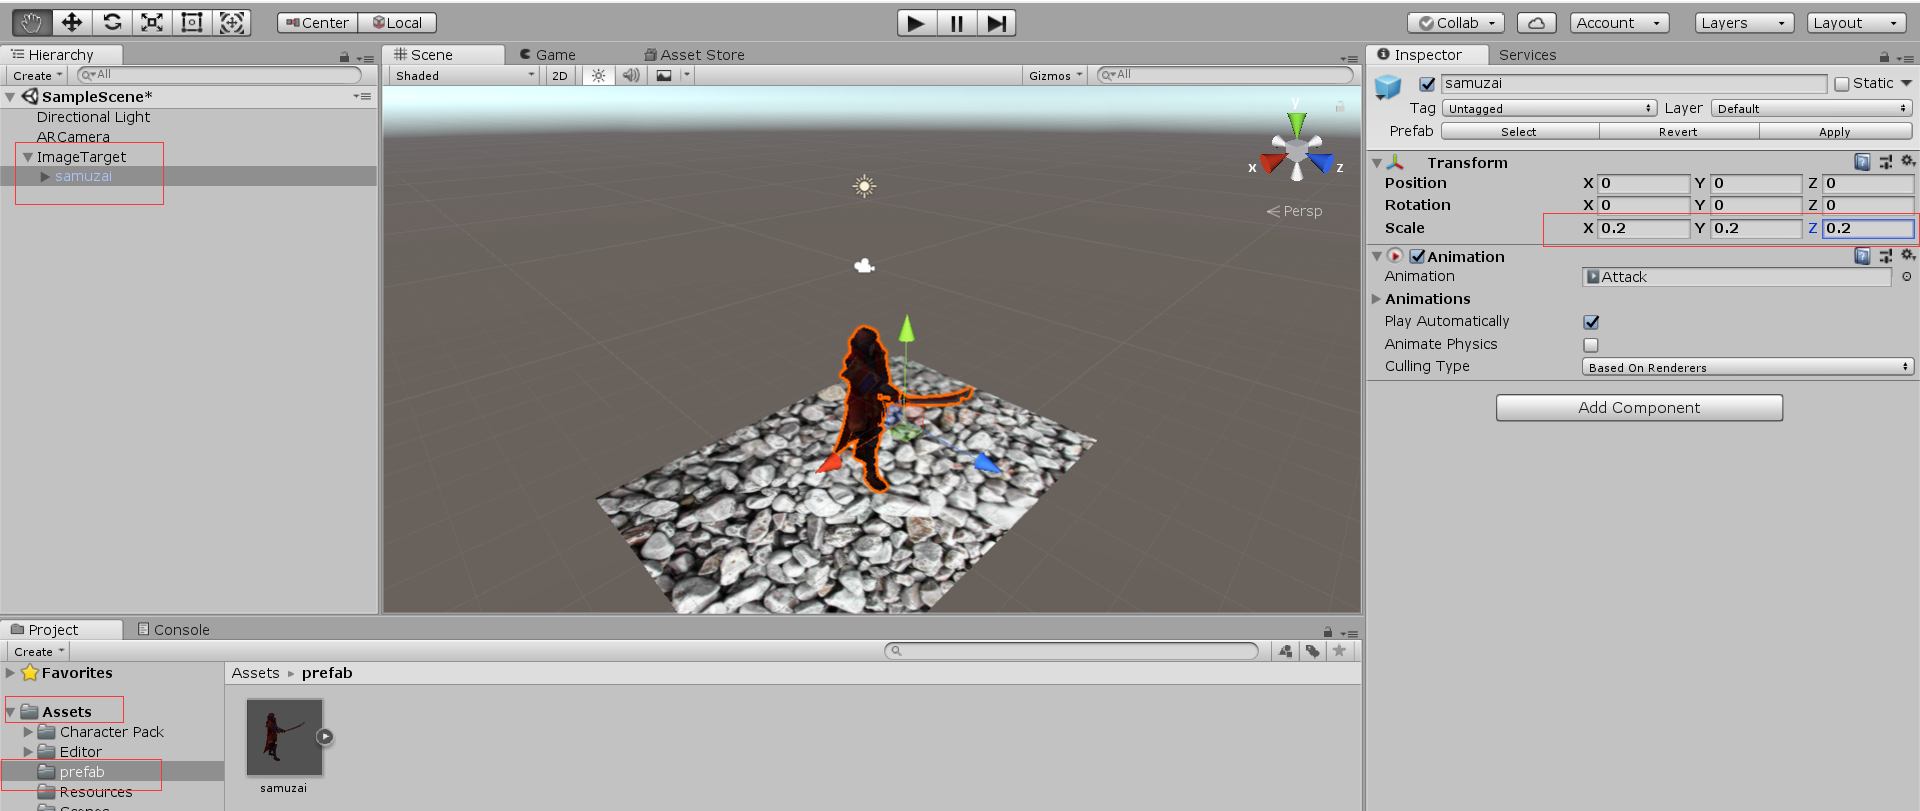 Center Local Collab Account Layers Layout
Hierarchy
Create All
SampleScene*
Directional Light
ARCamera
ImageTarget
samuzai
Scene Game Asset Store
Shaded 2D Gizmos All
y
x z
Persp
Inspector Services
samuzai Static
Tag Untagged Layer Default
Prefab Select Revert Apply
Transform
Position X 0 Y 0 Z 0
Rotation X 0 Y 0 Z 0
Scale X 0.2 Y 0.2 Z 0.2
Animation
Animation Attack
Animations
Play Automatically
Animate Physics
Culling Type Based On Renderers
Add Component
Project Console
Create
Favorites
Assets
Character Pack
Editor
prefab
Resources
Scenes
Assets ▸ prefab
samuzai